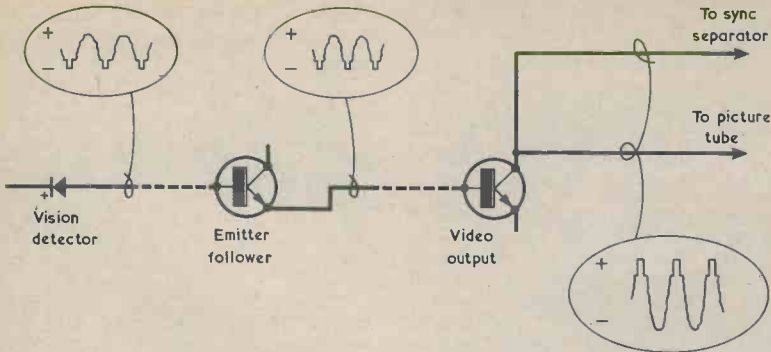 +
−
+
−
To sync
separator
To picture
tube
+
Vision
detector
Emitter
follower
Video
output
+
−